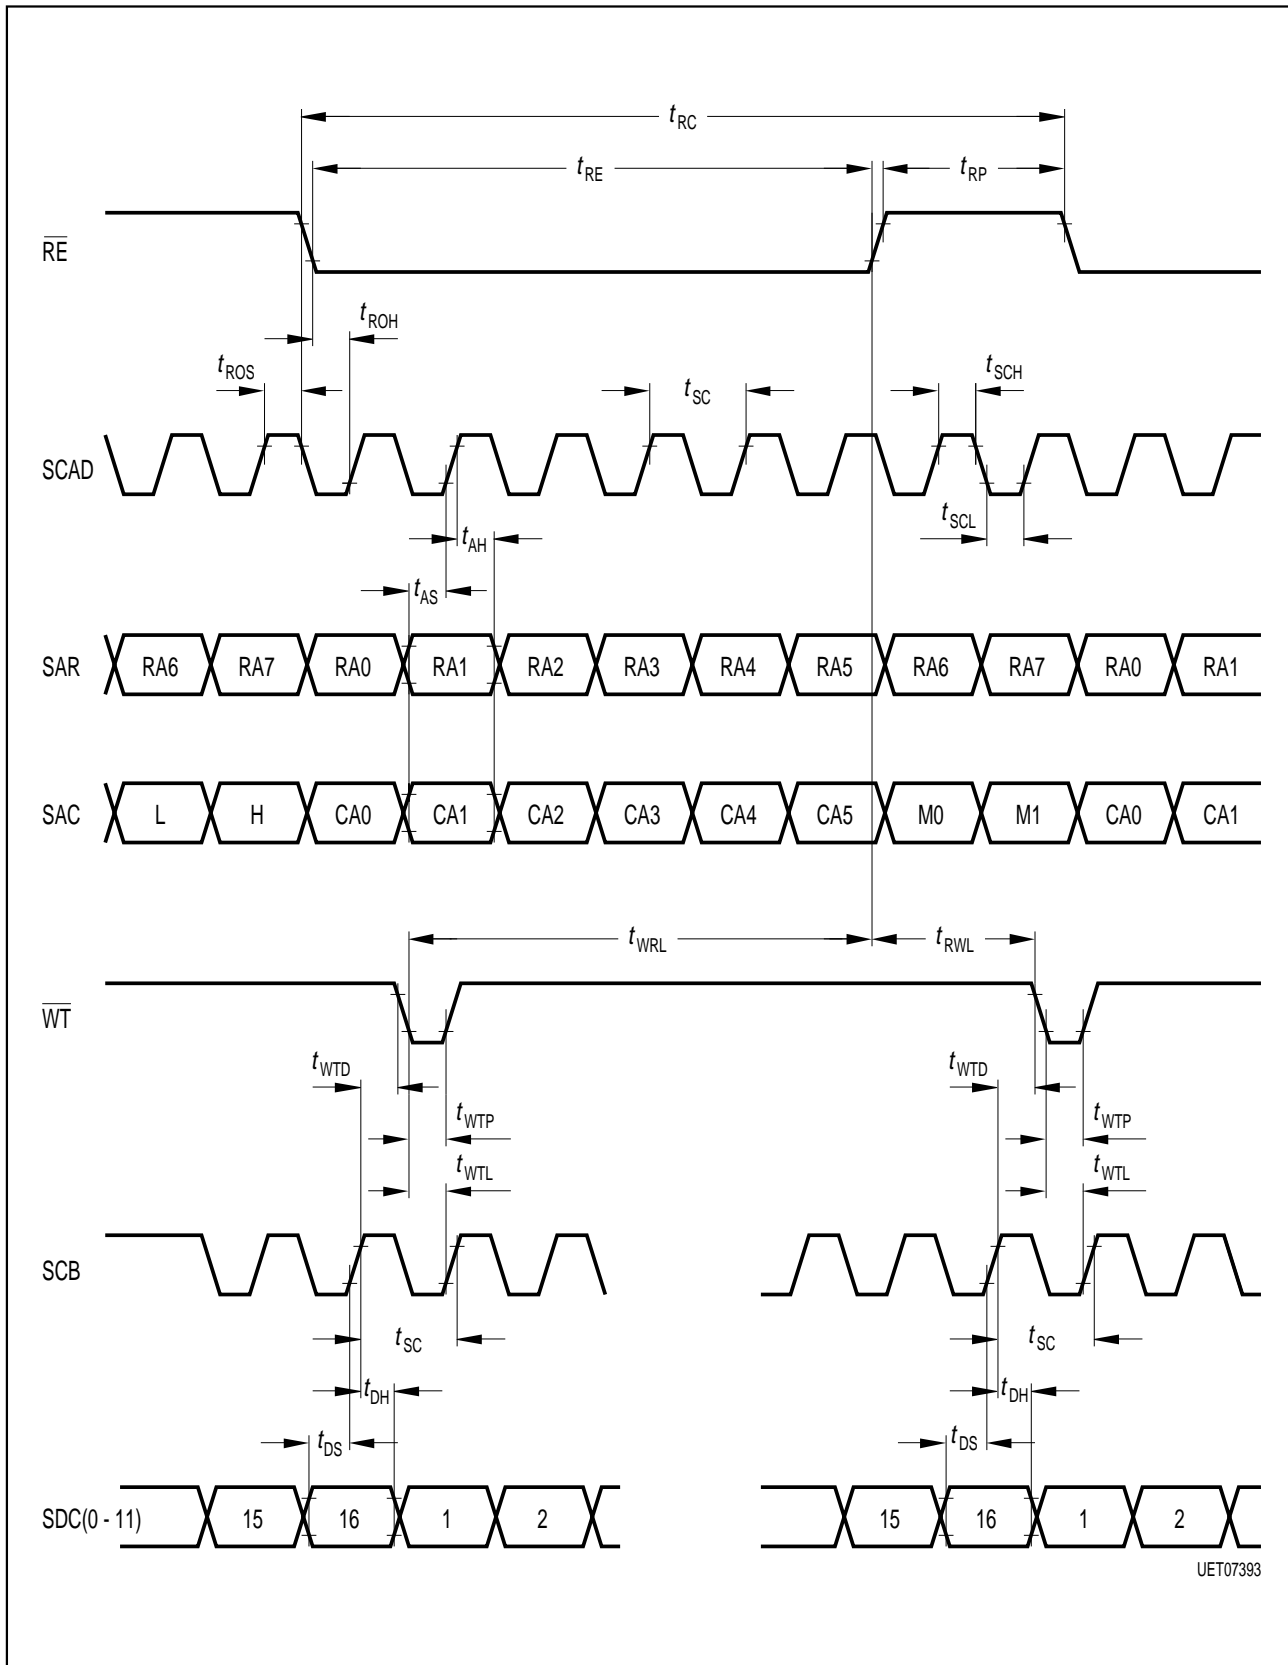 tRC
tRE tRP
RE
tROH
tROS tSC tSCH
SCAD
tSCL
tAH
tAS
SAR RA6 RA7 RA0 RA1 RA2 RA3 RA4 RA5 RA6 RA7 RA0 RA1
SAC L H CA0 CA1 CA2 CA3 CA4 CA5 M0 M1 CA0 CA1
tWRL tRWL
WT
tWTD tWTD
tWTP tWTP
tWTL tWTL
SCB
tSC tSC
tDH tDH
tDS tDS
SDC(0 - 11) 15 16 1 2 15 16 1 2
UET07393